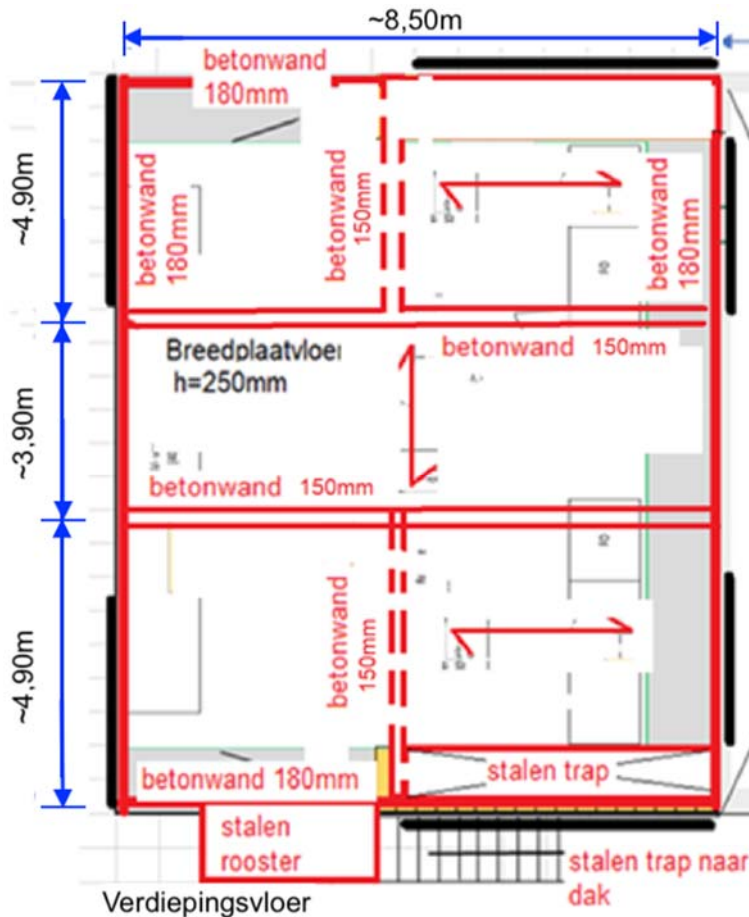 ~8,50m
betonwand
180mm
~4,90m
betonwand
180mm
betonwand
150mm
betonwand
180mm
Breedplaatvloer
h=250mm
betonwand 150mm
~3,90m
betonwand 150mm
~4,90m
betonwand
150mm
betonwand 180mm
stalen trap
stalen
rooster
stalen trap naar
dak
Verdiepingsvloer